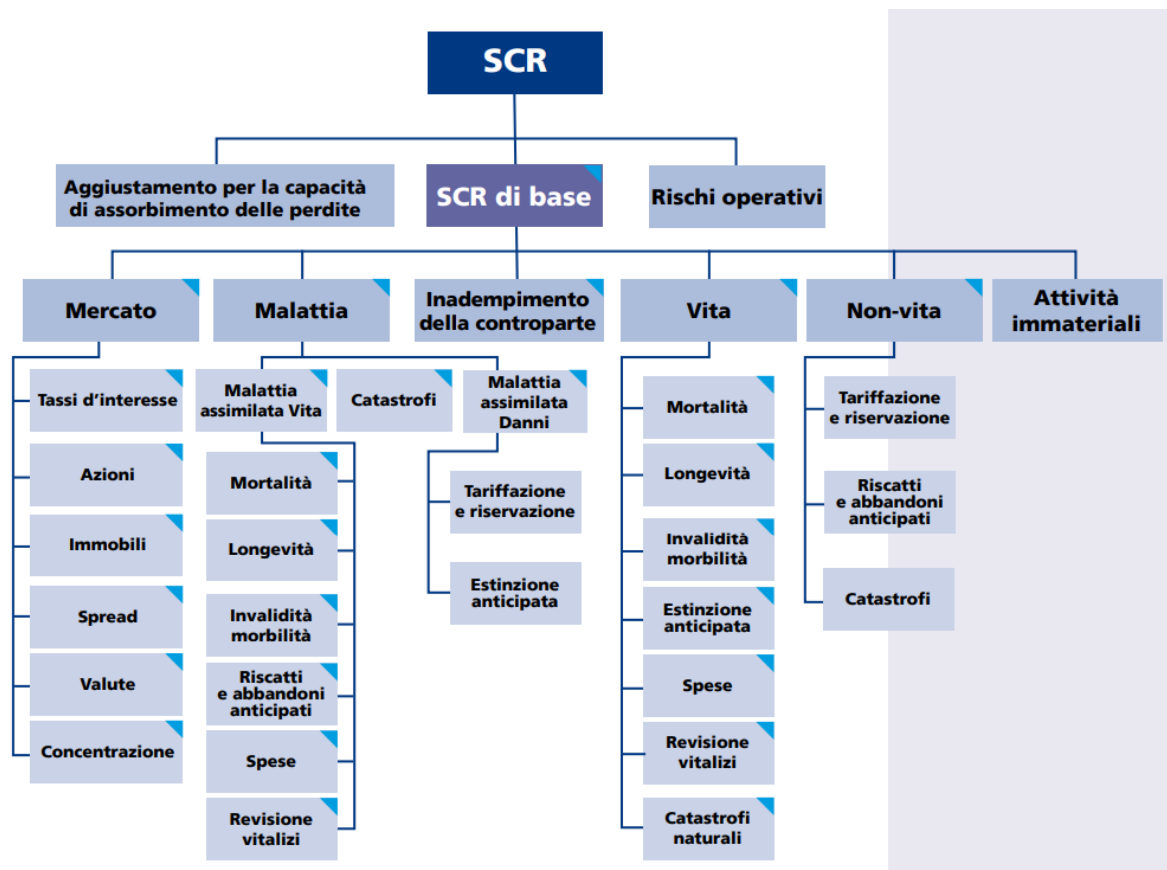 SCR
Aggiustamento per la capacità
di assorbimento delle perdite
SCR di base
Rischi operativi
Mercato
Malattia
Inadempimento
della controparte
Vita
Non-vita
Attività
immateriali
Tassi d'interesse
Azioni
Immobili
Spread
Valute
Concentrazione
Malattia
assimilata Vita
Mortalità
Longevità
Invalidità
morbilità
Riscatti
e abbandoni
anticipati
Spese
Revisione
vitalizi
Catastrofi
Malattia
assimilata
Danni
Tariffazione
e riservazione
Estinzione
anticipata
Mortalità
Longevità
Invalidità
morbilità
Estinzione
anticipata
Spese
Revisione
vitalizi
Catastrofi
naturali
Tariffazione
e riservazione
Riscatti
e abbandoni
anticipati
Catastrofi